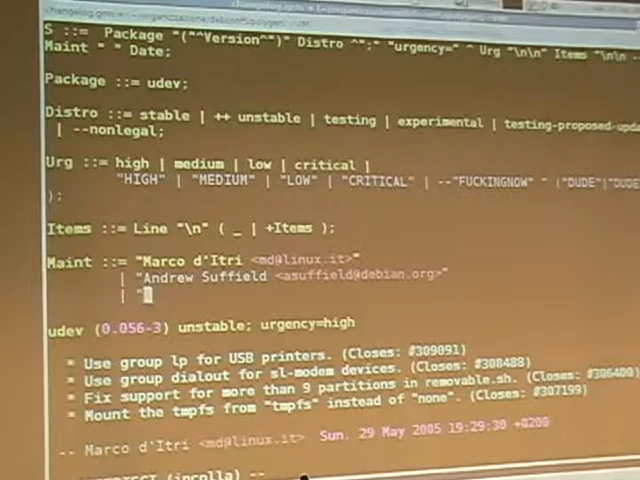 S ::= Package "("^Version^")" Distro ^";" "urgency=" ^ Urg "\n\n" Items "\n\n --
Maint " " Date;
Package ::= udev;
Distro ::= stable | ++ unstable | testing | experimental | testing-proposed-upda
| --nonlegal;
Urg ::= high | medium | low | critical |
"HIGH" | "MEDIUM" | "LOW" | "CRITICAL" | --"FUCKINGNOW" ^ ("DUDE"|"DUDE
);
Items ::= Line "\n" ( _ | +Items );
Maint ::= "Marco d'Itri <md@linux.it>"
| "Andrew Suffield <asuffield@debian.org>"
| "
udev (0.056-3) unstable; urgency=high
* Use group lp for USB printers. (Closes: #309091)
* Use group dialout for sl-modem devices. (Closes: #308488)
* Fix support for more than 9 partitions in removable.sh. (Closes: #306400)
* Mount the tmpfs from "tmpfs" instead of "none". (Closes: #307199)
-- Marco d'Itri <md@linux.it> Sun, 29 May 2005 19:29:30 +0200
(incolla) --